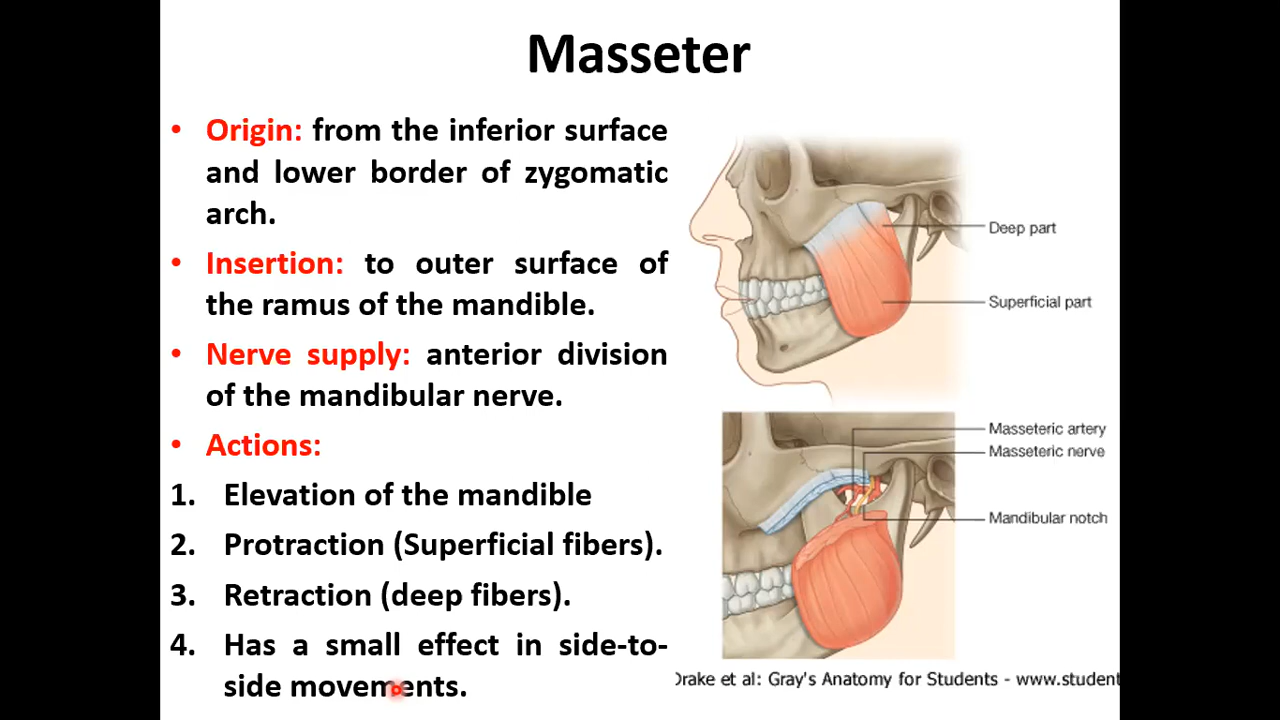 Masseter
• Origin: from the inferior surface
and lower border of zygomatic
arch.
• Insertion: to outer surface of
the ramus of the mandible.
• Nerve supply: anterior division
of the mandibular nerve.
• Actions:
1. Elevation of the mandible
2. Protraction (Superficial fibers).
3. Retraction (deep fibers).
4. Has a small effect in side-to-
side movements.
Deep part
Superficial part
Masseteric artery
Masseteric nerve
Mandibular notch
Drake et al: Gray's Anatomy for Students - www.student